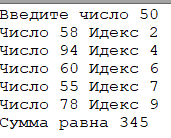 Введите число 50
Число 58 Идекс 2
Число 94 Идекс 4
Число 60 Идекс 6
Число 55 Идекс 7
Число 78 Идекс 9
Сумма равна 345